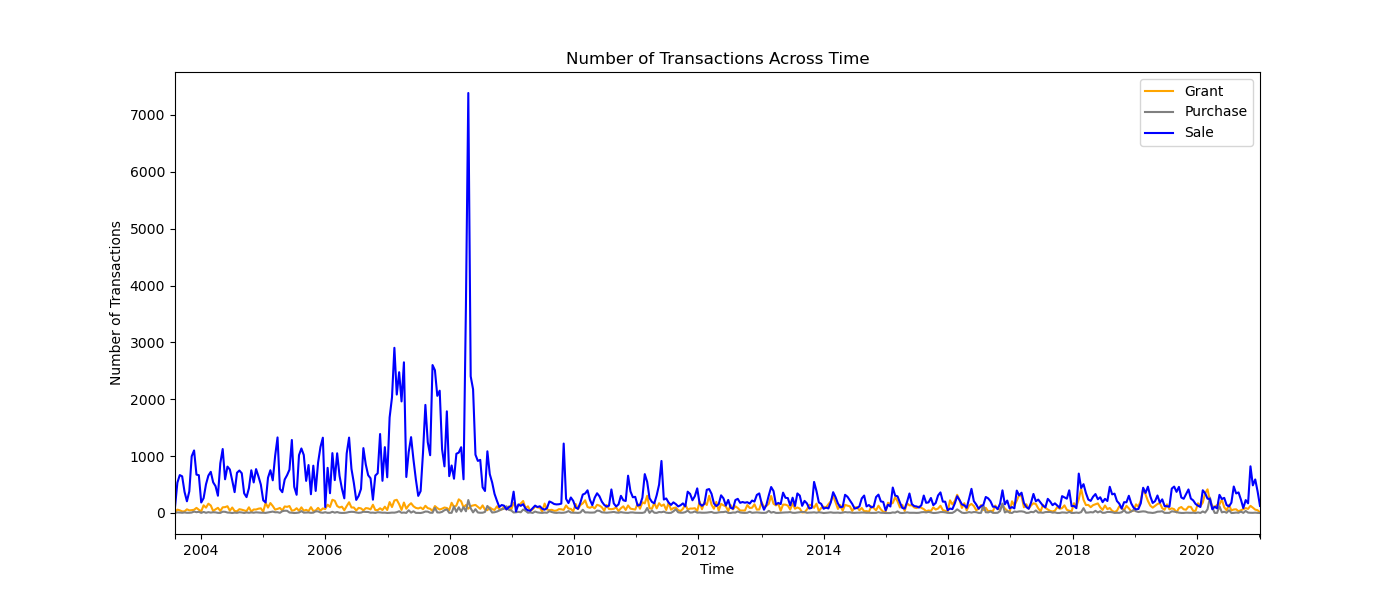 Number of Transactions Across Time
Grant
Purchase
Sale
Number of Transactions
7000
6000
5000
4000
3000
2000
1000
0
2004 2006 2008 2010 2012 2014 2016 2018 2020
Time